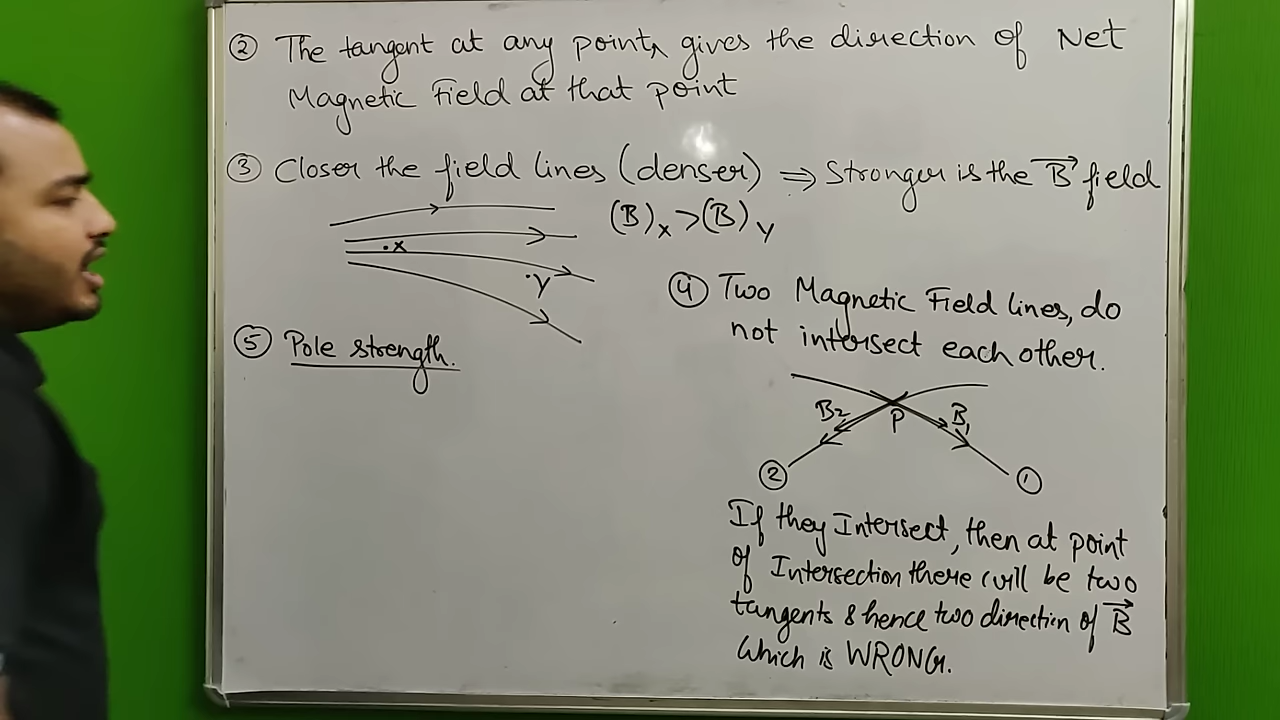 ② The tangent at any point, gives the direction of Net
Magnetic Field at that point
③ Closer the field lines (denser) ⇒ Stronger is the B⃗ field
(B)x > (B)y
.x
.y
④ Two Magnetic Field lines, do
not intersect each other.
⑤ Pole strength.
B₂
P
B₁
②
①
If they Intersect, then at point
of Intersection there will be two
tangents & hence two direction of B⃗
which is WRONG.